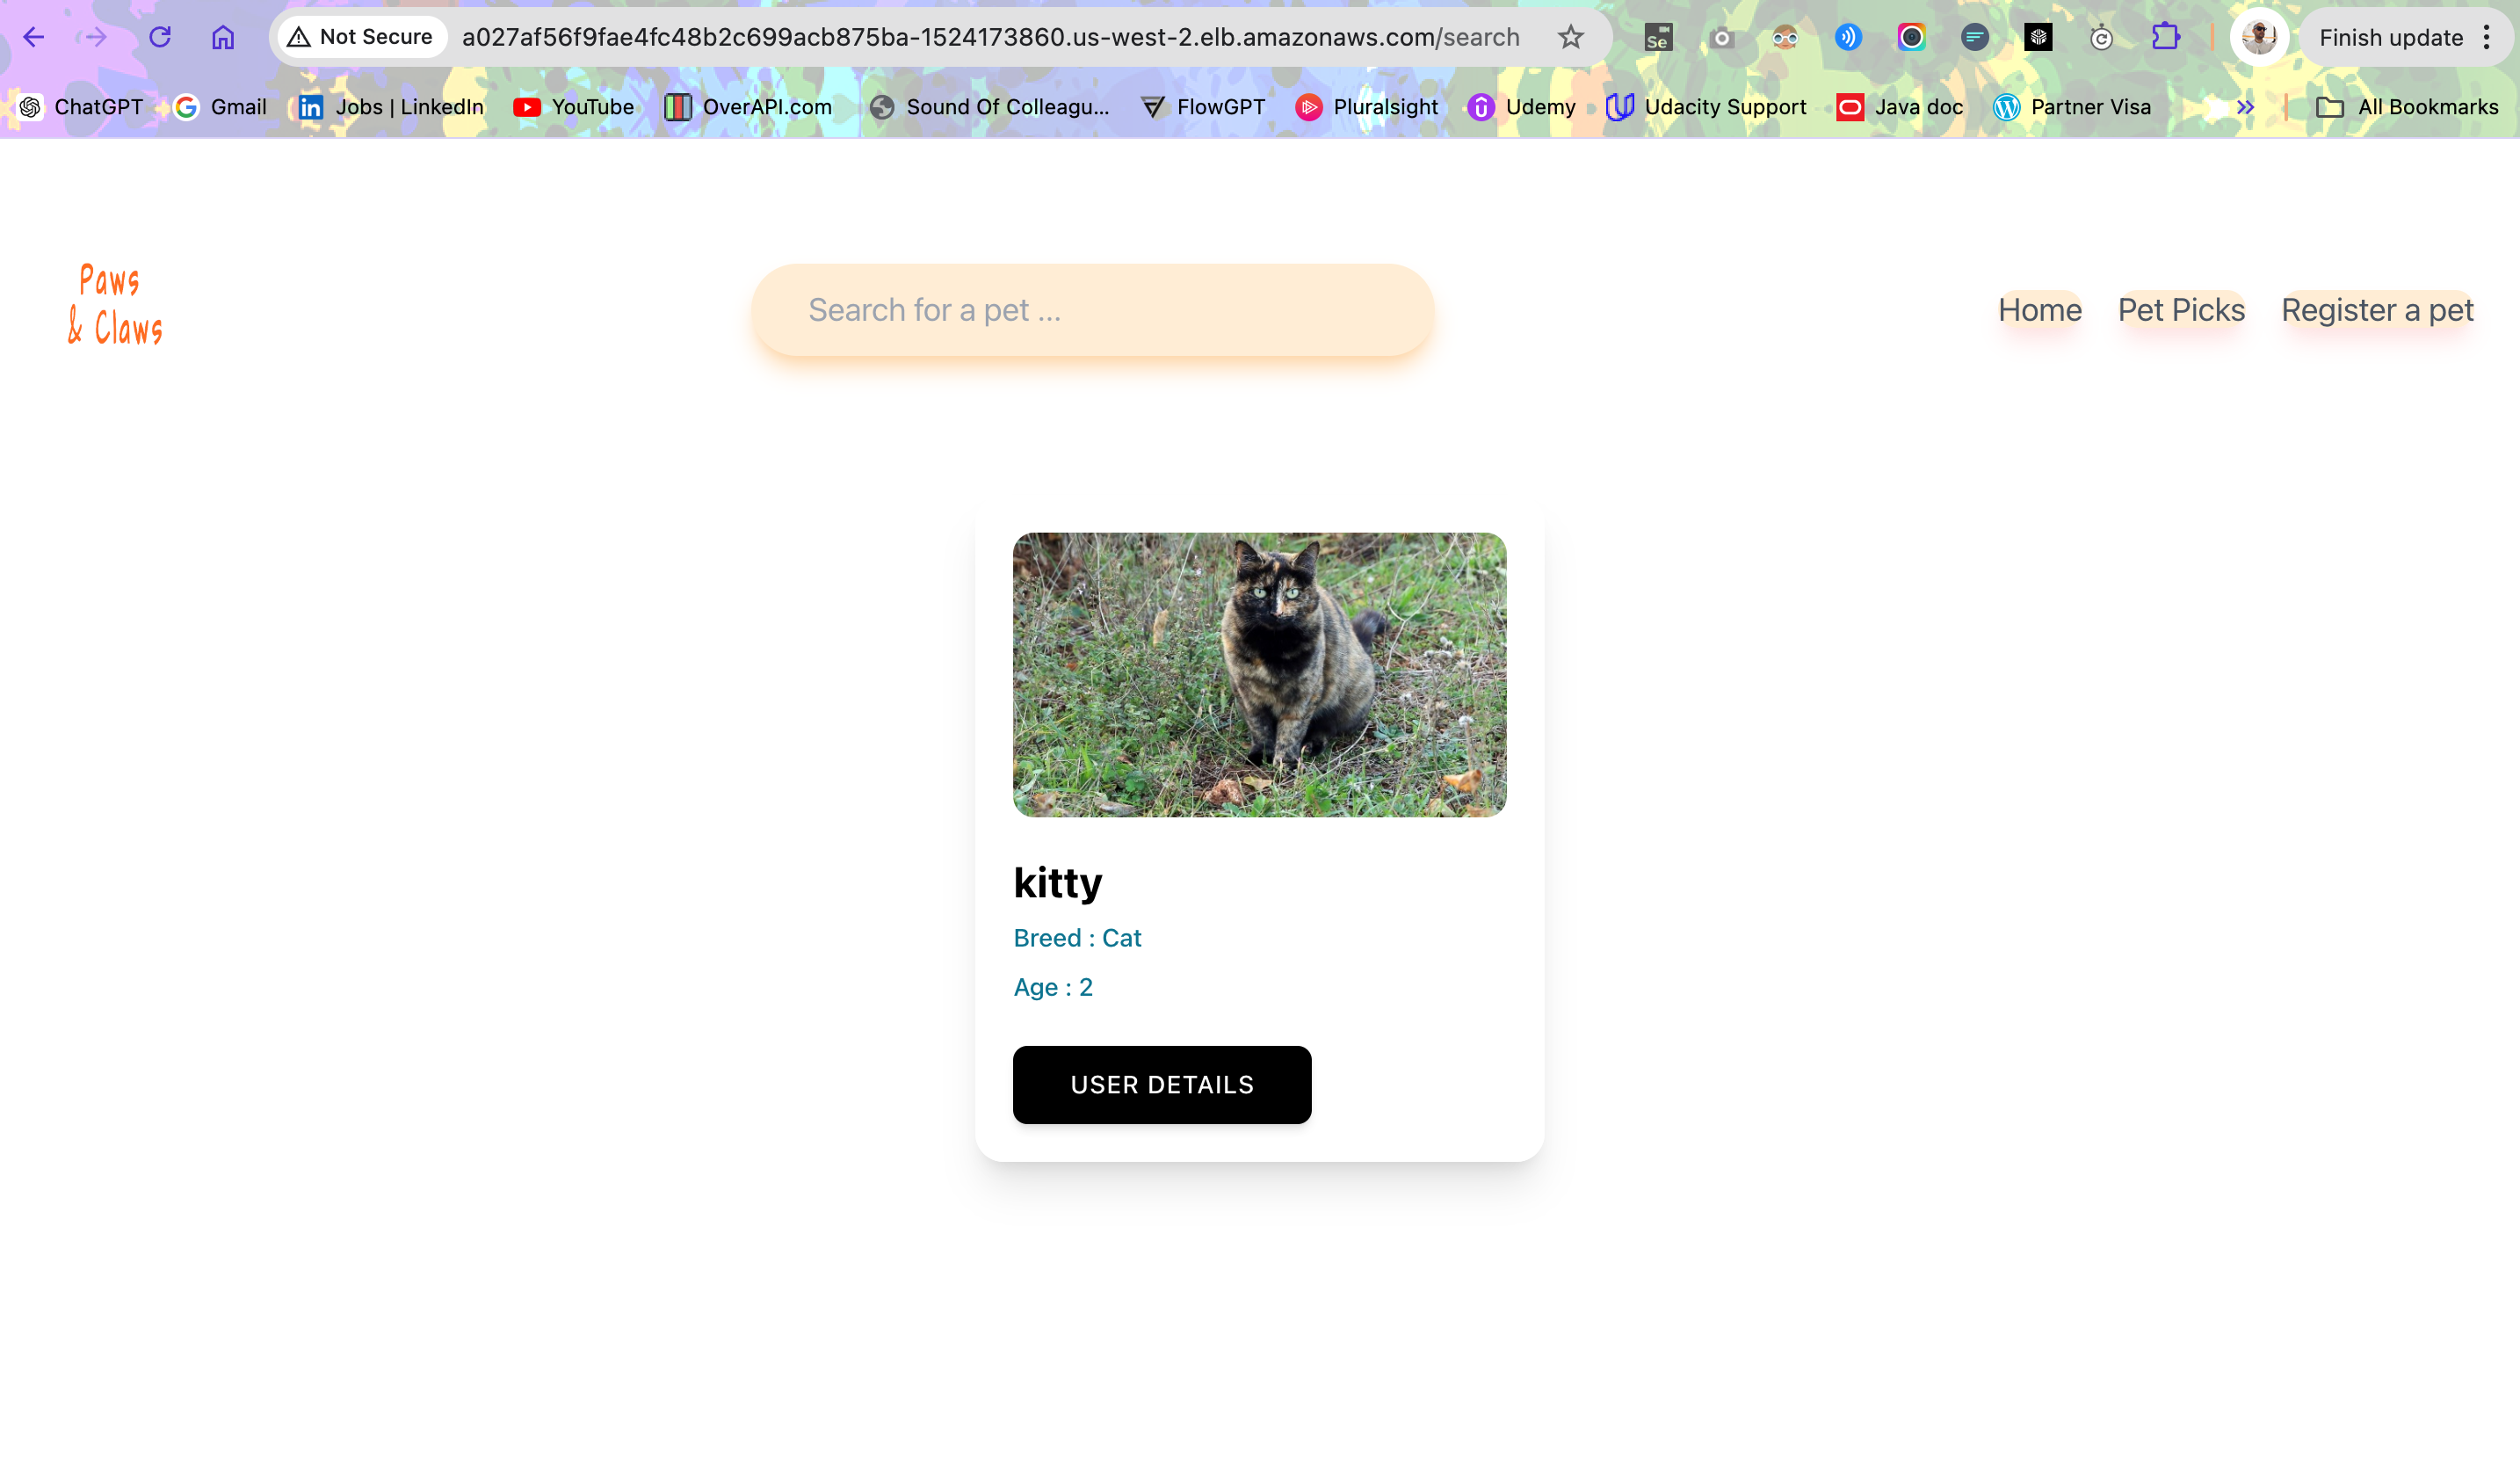 Not Secure a027af56f9fae4fc48b2c699acb875ba-1524173860.us-west-2.elb.amazonaws.com/search Se Finish update
ChatGPT Gmail Jobs | LinkedIn YouTube OverAPI.com Sound Of Colleagu... FlowGPT Pluralsight Udemy Udacity Support Java doc Partner Visa All Bookmarks
Paws
& Claws
Search for a pet ...
Home Pet Picks Register a pet
kitty
Breed : Cat
Age : 2
USER DETAILS